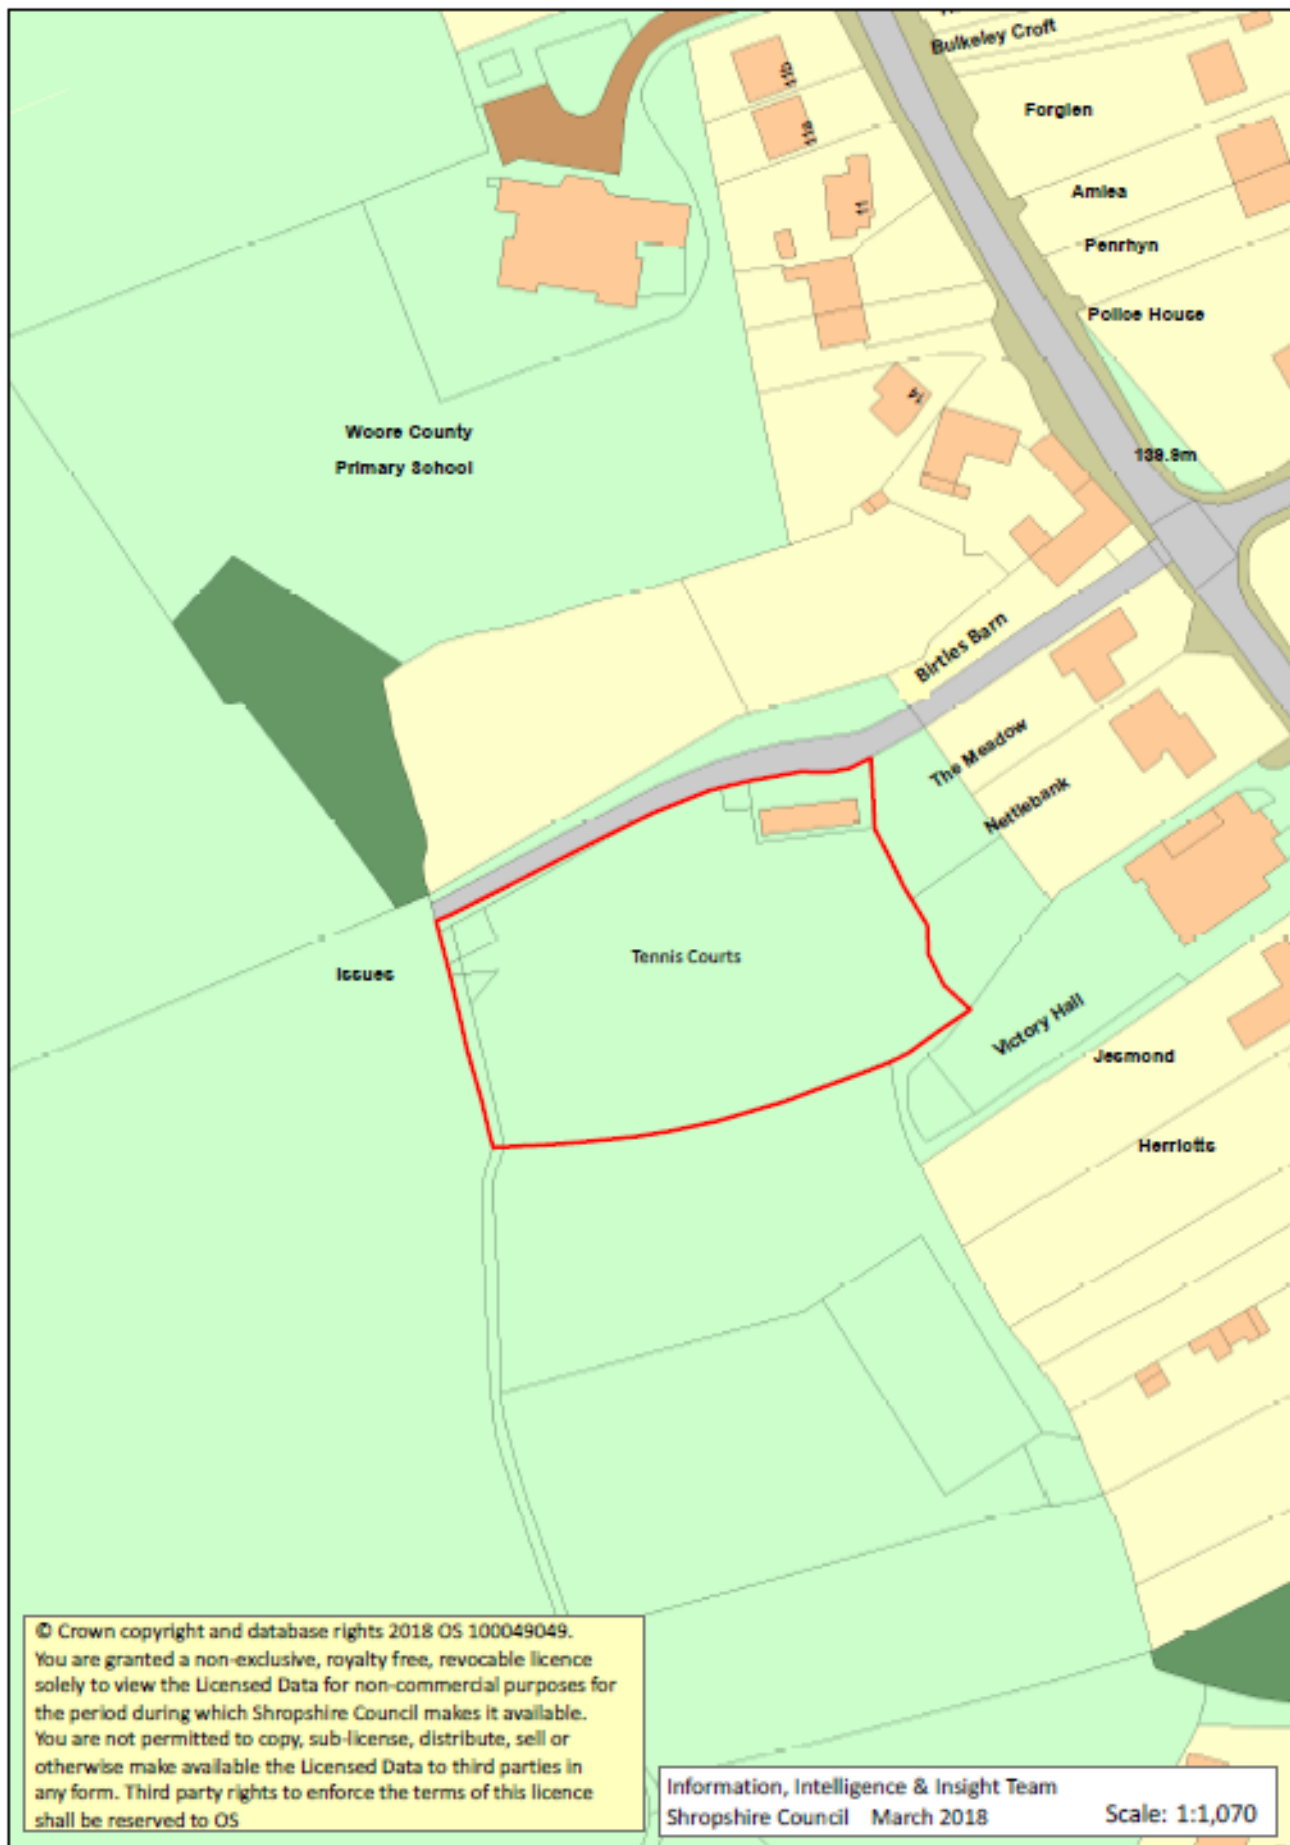 Bulkeley Croft
Forglen
11b
11a
Amlea
11
Penrhyn
Police House
Woore County
Primary School
139.9m
Birtles Barn
The Meadow
Nettlebank
Tennis Courts
Issues
Victory Hall
Jesmond
Herriotts
© Crown copyright and database rights 2018 OS 100049049.
You are granted a non-exclusive, royalty free, revocable licence
solely to view the Licensed Data for non-commercial purposes for
the period during which Shropshire Council makes it available.
You are not permitted to copy, sub-license, distribute, sell or
otherwise make available the Licensed Data to third parties in
any form. Third party rights to enforce the terms of this licence
shall be reserved to OS
Information, Intelligence & Insight Team
Shropshire Council March 2018
Scale: 1:1,070